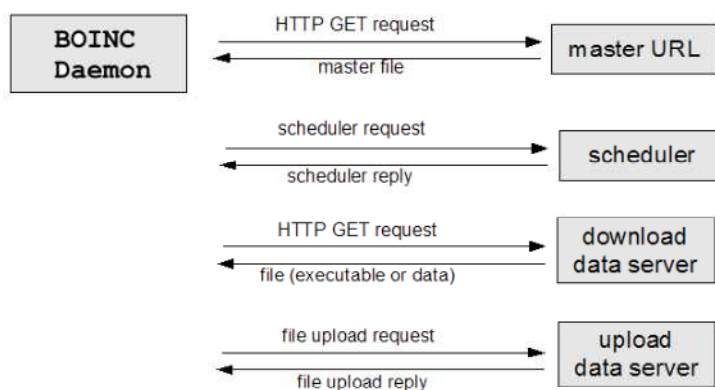 BOINC
Daemon
HTTP GET request
master file
master URL
scheduler request
scheduler reply
scheduler
HTTP GET request
file (executable or data)
download
data server
file upload request
file upload reply
upload
data server